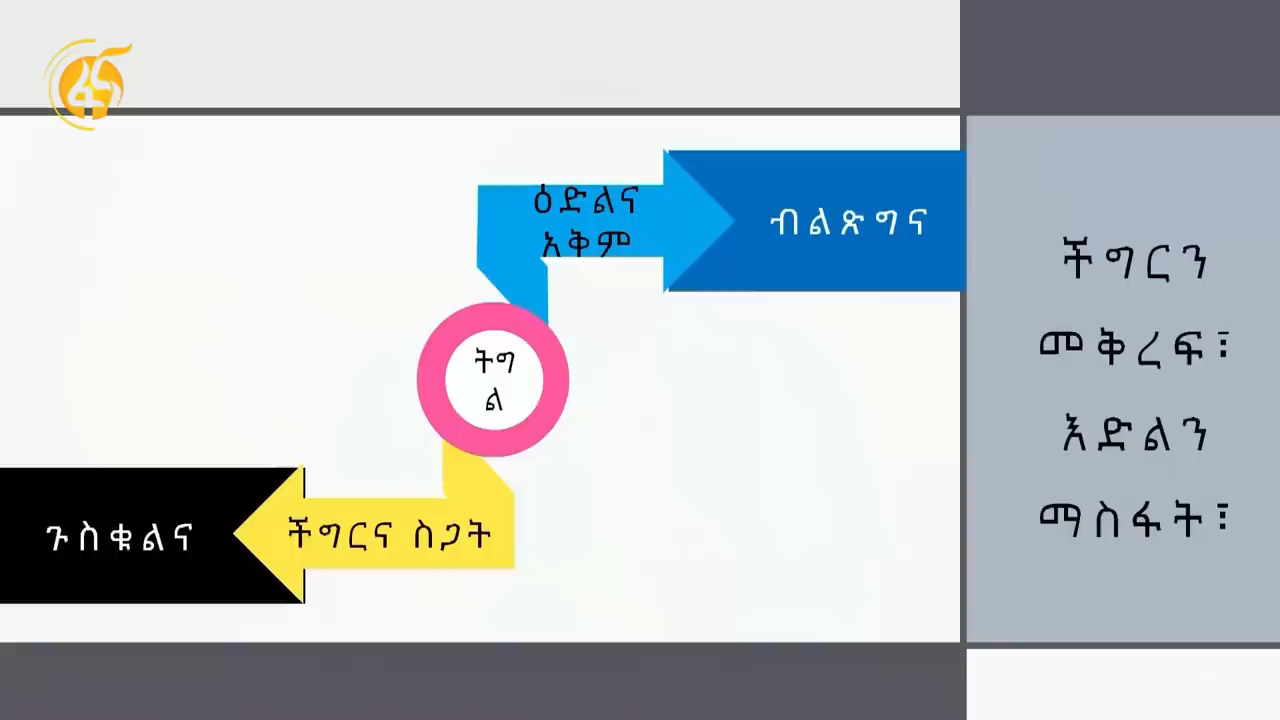 ዕድልና
አቅም
ብልጽግና
ትግ
ል
ጉስቁልና
ችግርና ስጋት
ችግርን
መቅረፍ፣
እድልን
ማስፋት፣